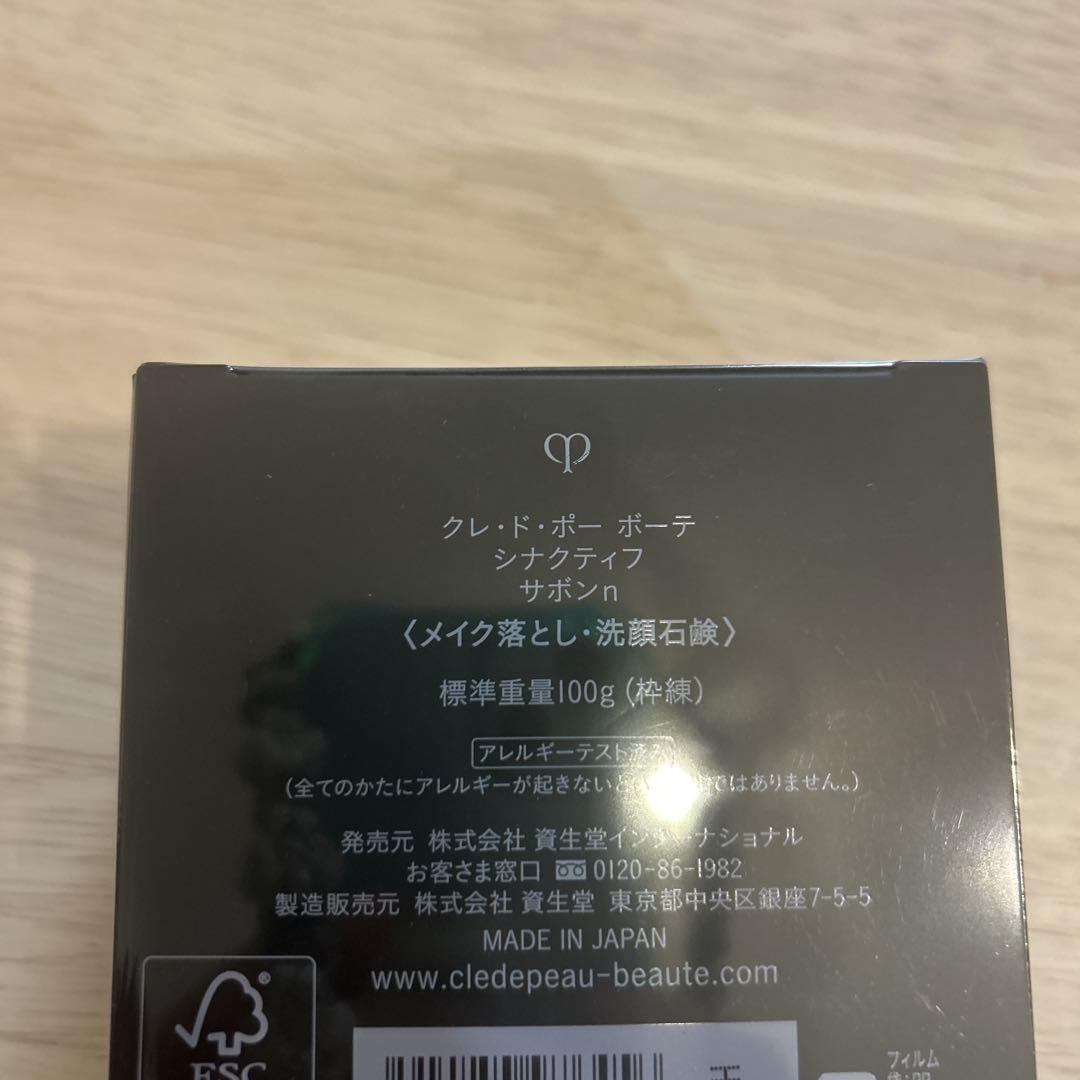 クレ・ド・ポー ボーテ
シナクティフ
サボンn
〈メイク落とし・洗顔石鹸〉
標準重量100g(枠練)
アレルギーテスト済み
(全てのかたにアレルギーが起きないと ではありません。)
発売元 株式会社 資生堂インターナショナル
お客さま窓口 0120-86-1982
製造販売元 株式会社 資生堂 東京都中央区銀座7-5-5
MADE IN JAPAN
www.cledepeau-beaute.com
FSC
フィルム